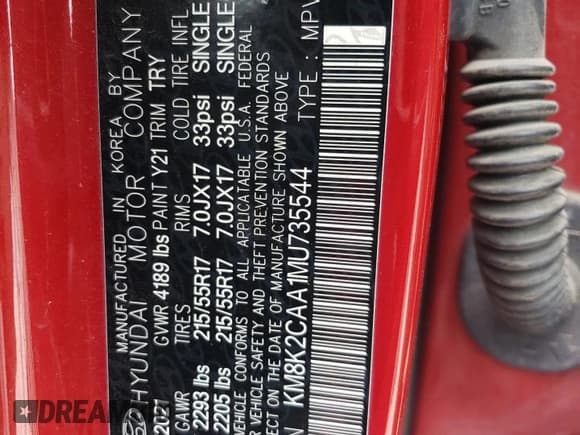 MANUFACTURED IN KOREA BY
HYUNDAI MOTOR COMPANY
2021 GVWR 4189 lbs PAINT Y21 TRIM TRY
GAWR TIRES RIMS COLD TIRE INFL
2293 lbs 215/55R17 7.0JX17 33psi SINGLE
2205 lbs 215/55R17 7.0JX17 33psi SINGLE
VEHICLE CONFORMS TO ALL APPLICABLE U.S.A. FEDERAL
VEHICLE SAFETY AND THEFT PREVENTION STANDARDS
DATE OF MANUFACTURE SHOWN ABOVE
KM8K2CAA1MU735544 TYPE : MPV
DREAM